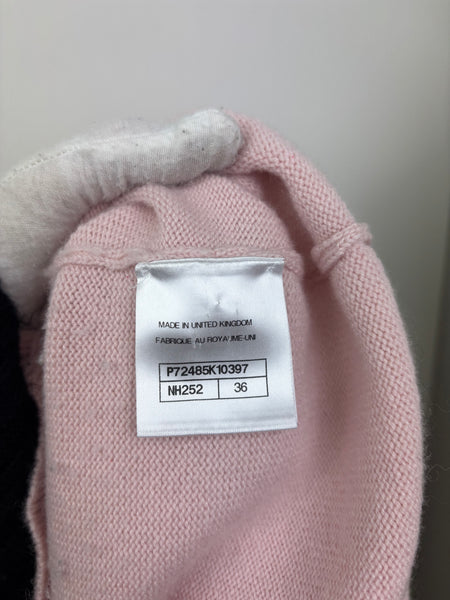 MADE IN UNITED KINGDOM
FABRIQUE AU ROYAUME-UNI
P72485K10397
NH252 36